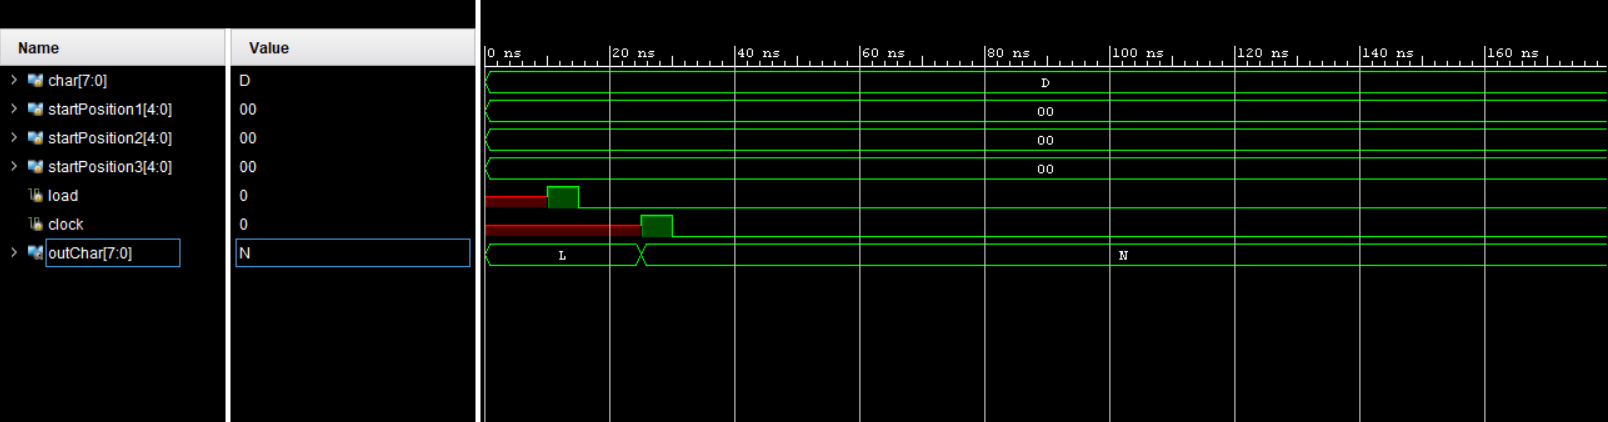 Name Value
0 ns 20 ns 40 ns 60 ns 80 ns 100 ns 120 ns 140 ns 160 ns
char[7:0] D D
startPosition1[4:0] 00 00
startPosition2[4:0] 00 00
startPosition3[4:0] 00 00
load 0
clock 0
outChar[7:0] N L N